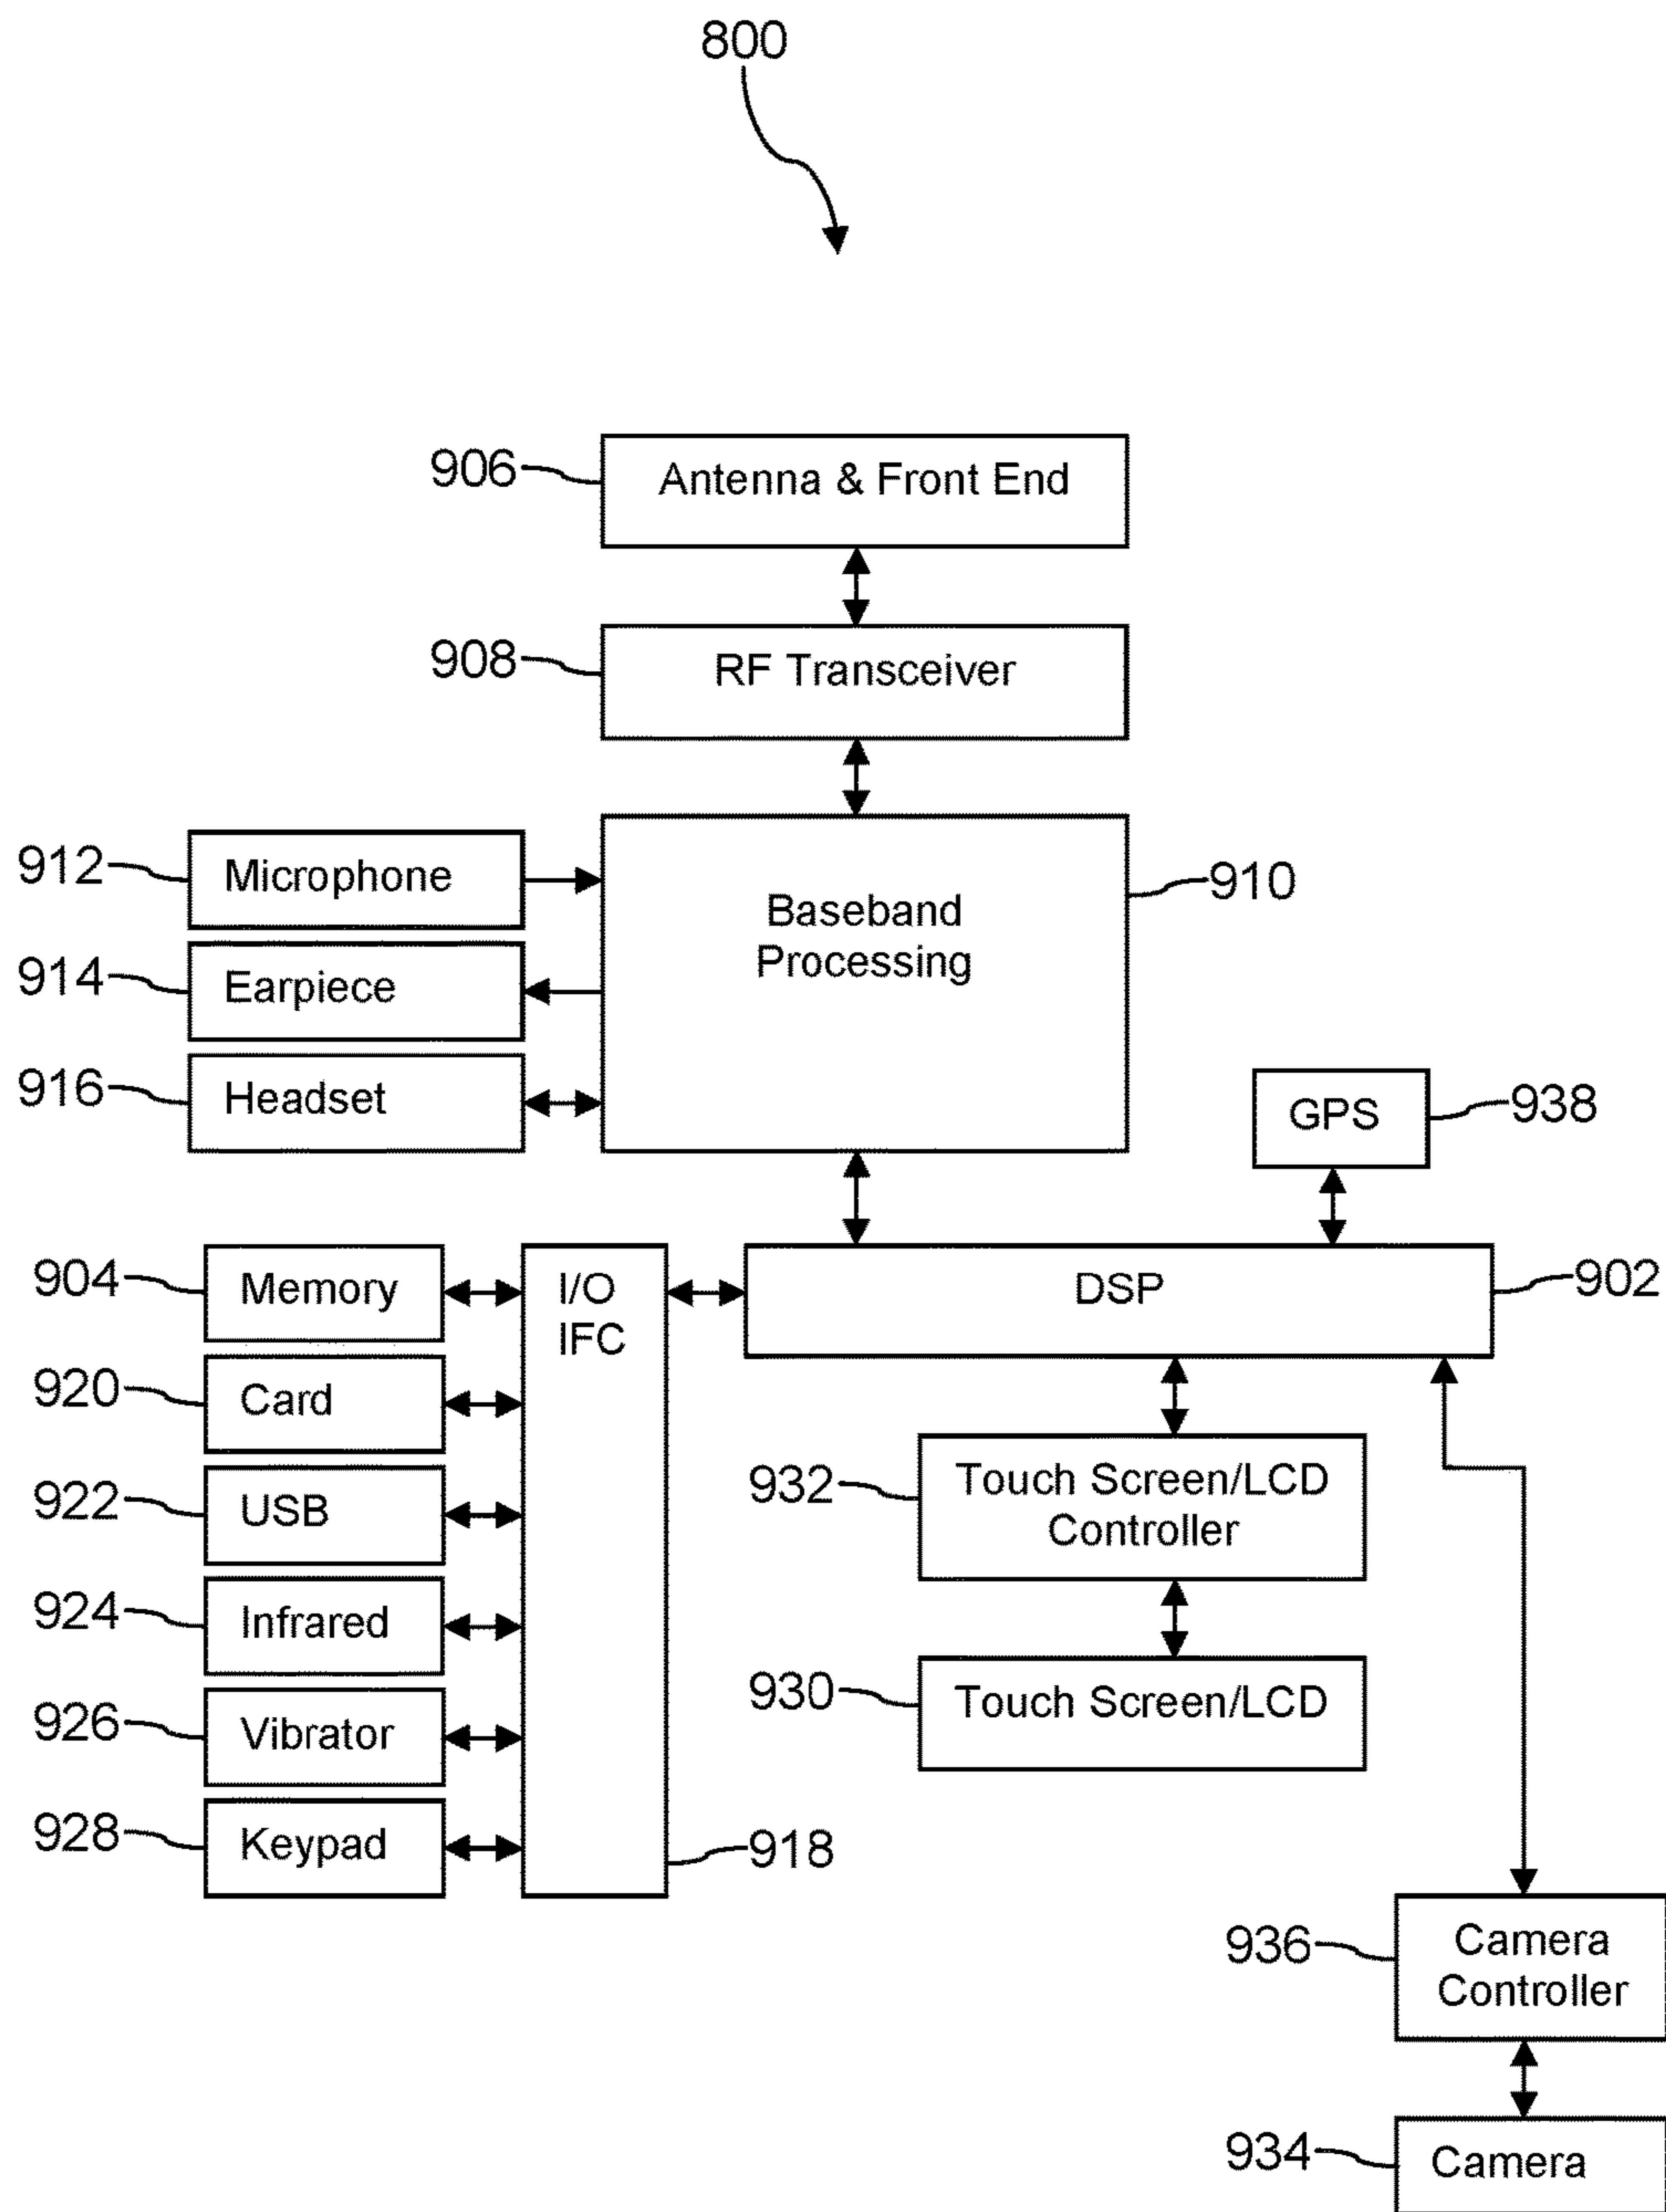 800
906
Antenna & Front End
908
RF Transceiver
912
Microphone
Baseband
Processing
910
914
Earpiece
916
Headset
GPS
938
904
Memory
I/O
IFC
DSP
902
920
Card
922
USB
932
Touch Screen/LCD
Controller
924
Infrared
930
Touch Screen/LCD
926
Vibrator
928
Keypad
918
936
Camera
Controller
934
Camera